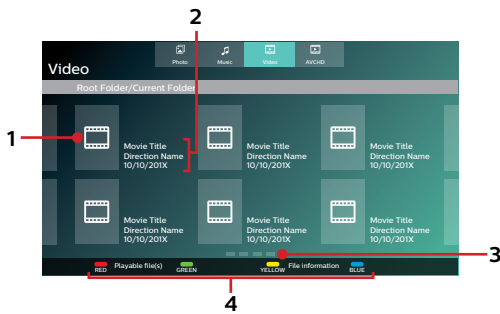 2
Photo Music Video AVCHD
Video
Root Folder/Current Folder
1
Movie Title Movie Title Movie Title
Direction Name Direction Name Direction Name
10/10/201X 10/10/201X 10/10/201X
Movie Title Movie Title Movie Title
Direction Name Direction Name Direction Name
10/10/201X 10/10/201X 10/10/201X
3
RED Playable file(s) GREEN YELLOW File information BLUE
4